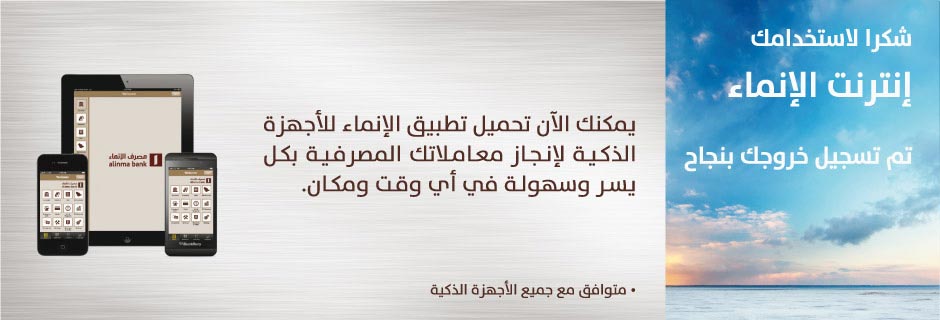 شكرا لاستخدامك
إنترنت الإنماء
تم تسجيل خروجك بنجاح
يمكنك الآن تحميل تطبيق الإنماء للأجهزة
الذكية لإنجاز معاملاتك المصرفية بكل
يسر وسهولة في أي وقت ومكان.
• متوافق مع جميع الأجهزة الذكية
مصرف الإنماء
alinma bank
BlackBerry